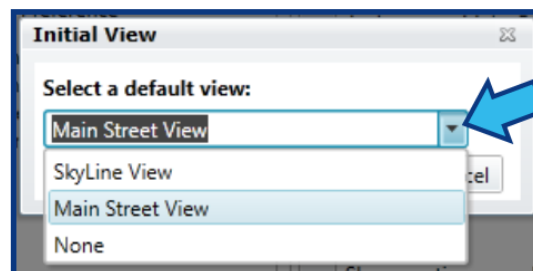 Initial View
Select a default view:
Main Street View
SkyLine View
Main Street View
None